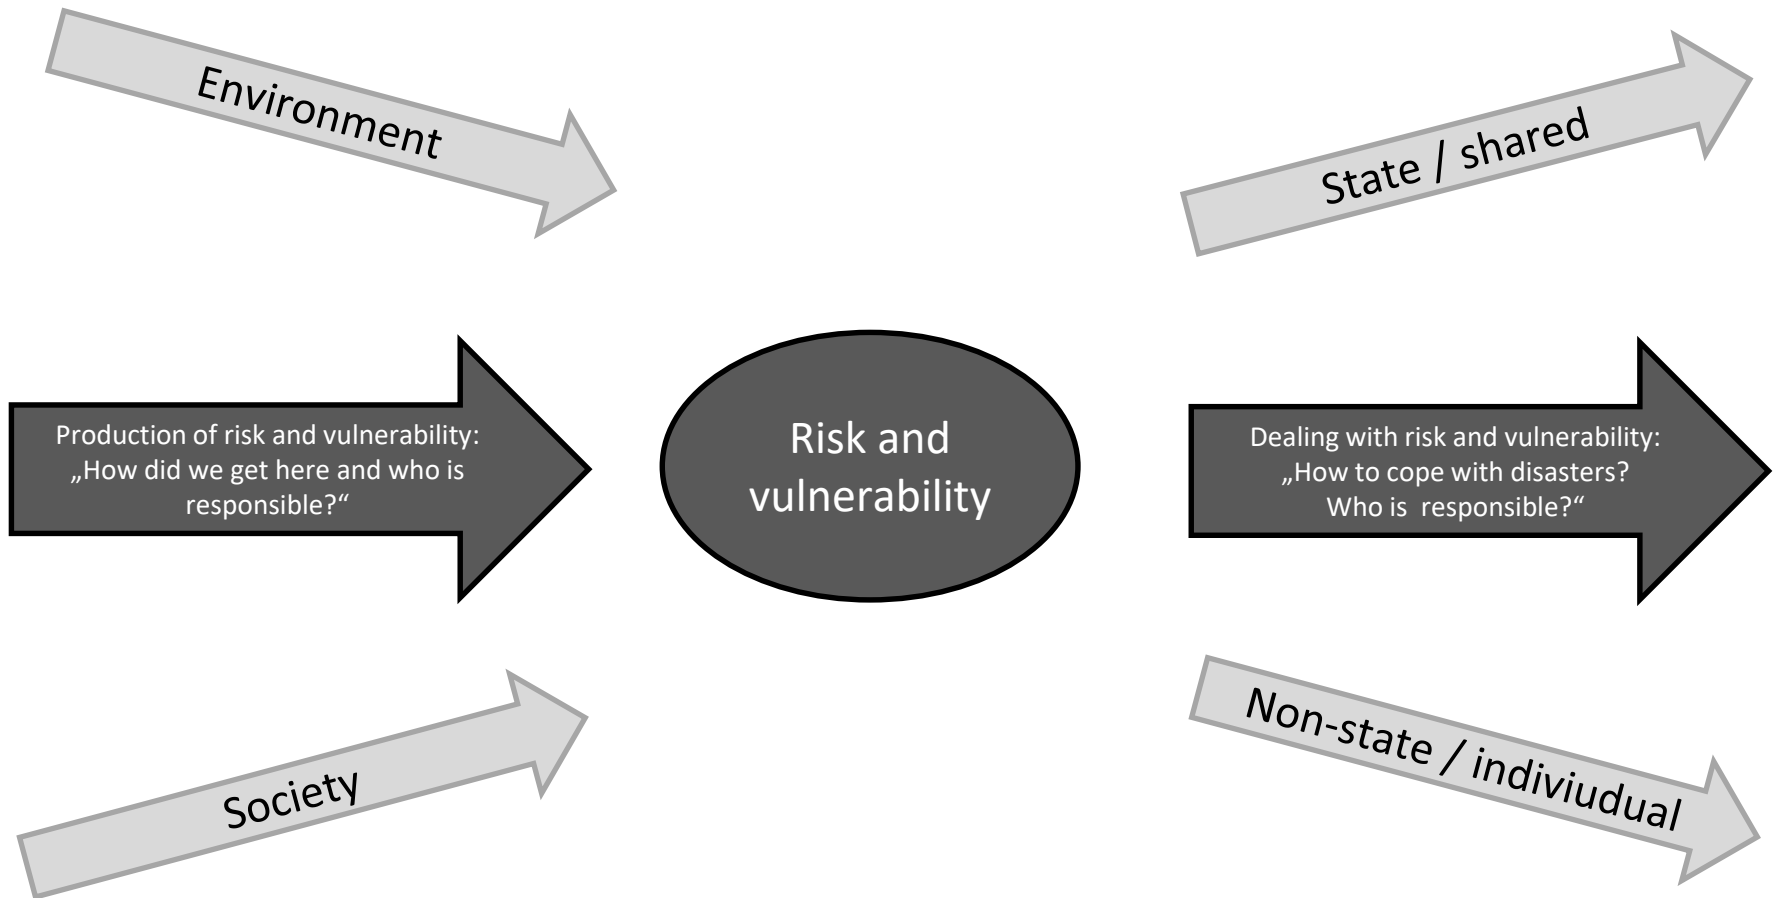 Environment
State / shared
Production of risk and vulnerability:
„How did we get here and who is
responsible?“
Risk and
vulnerability
Dealing with risk and vulnerability:
„How to cope with disasters?
Who is  responsible?“
Society
Non-state / indiviudual